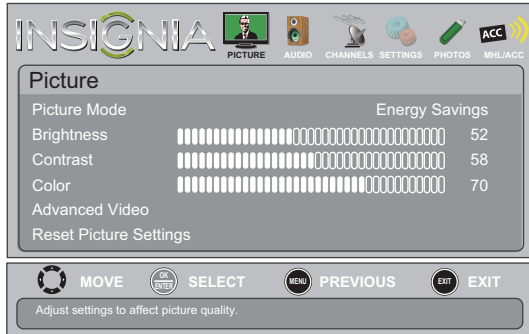 INSIGNIA
PICTURE AUDIO CHANNELS SETTINGS PHOTOS MHL/ACC
ACC
Picture
Picture Mode Energy Savings
Brightness 52
Contrast 58
Color 70
Advanced Video
Reset Picture Settings
MOVE OK ENTER SELECT MENU PREVIOUS EXIT EXIT
Adjust settings to affect picture quality.